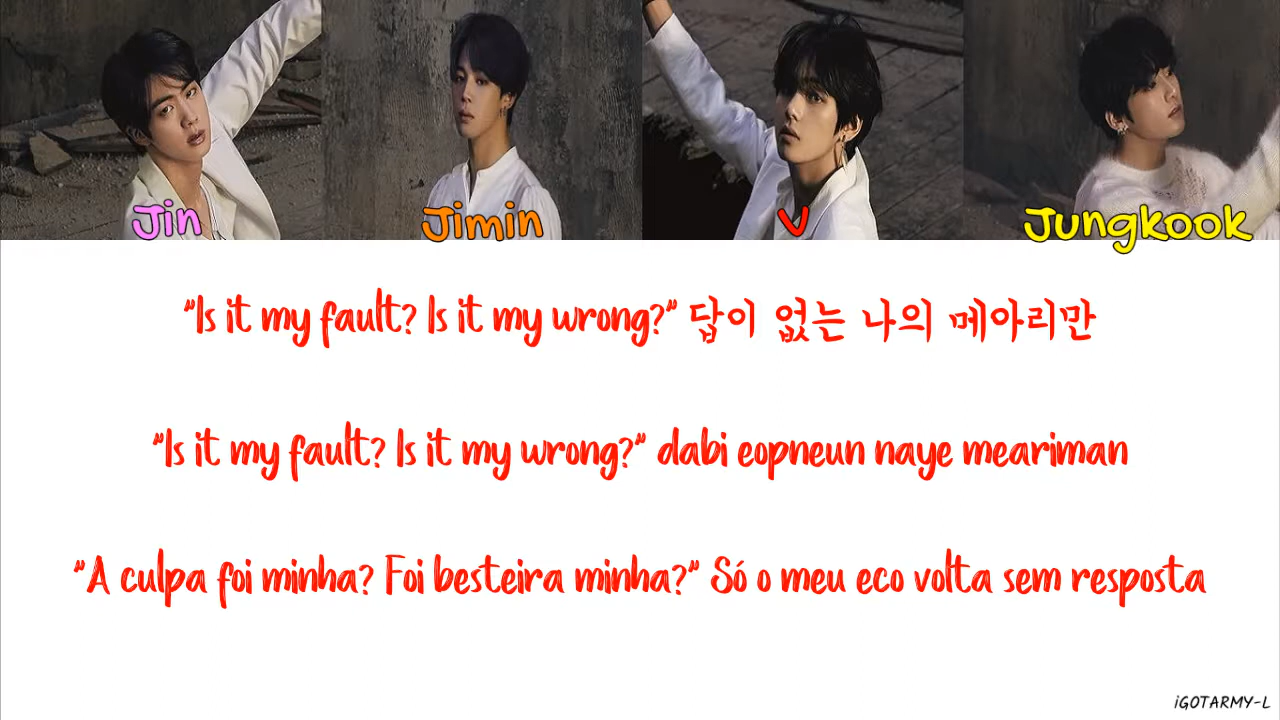 Jin
Jimin
V
Jungkook
"Is it my fault? Is it my wrong?" 답이 없는 나의 메아리만
"Is it my fault? Is it my wrong?" dabi eopneun naye meariman
"A culpa foi minha? Foi besteira minha?" Só o meu eco volta sem resposta
iGOTARMY-L